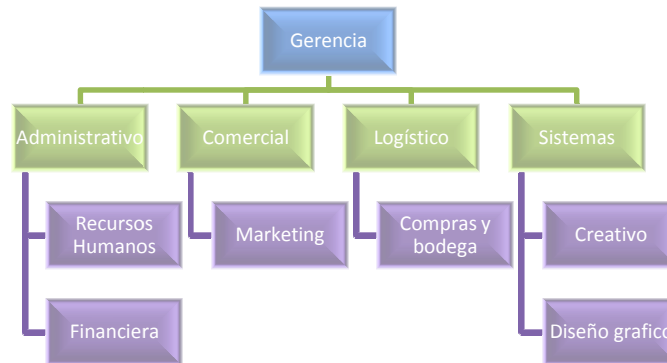 Gerencia
Administrativo
Comercial
Logístico
Sistemas
Recursos
Humanos
Marketing
Compras y
bodega
Creativo
Financiera
Diseño grafico